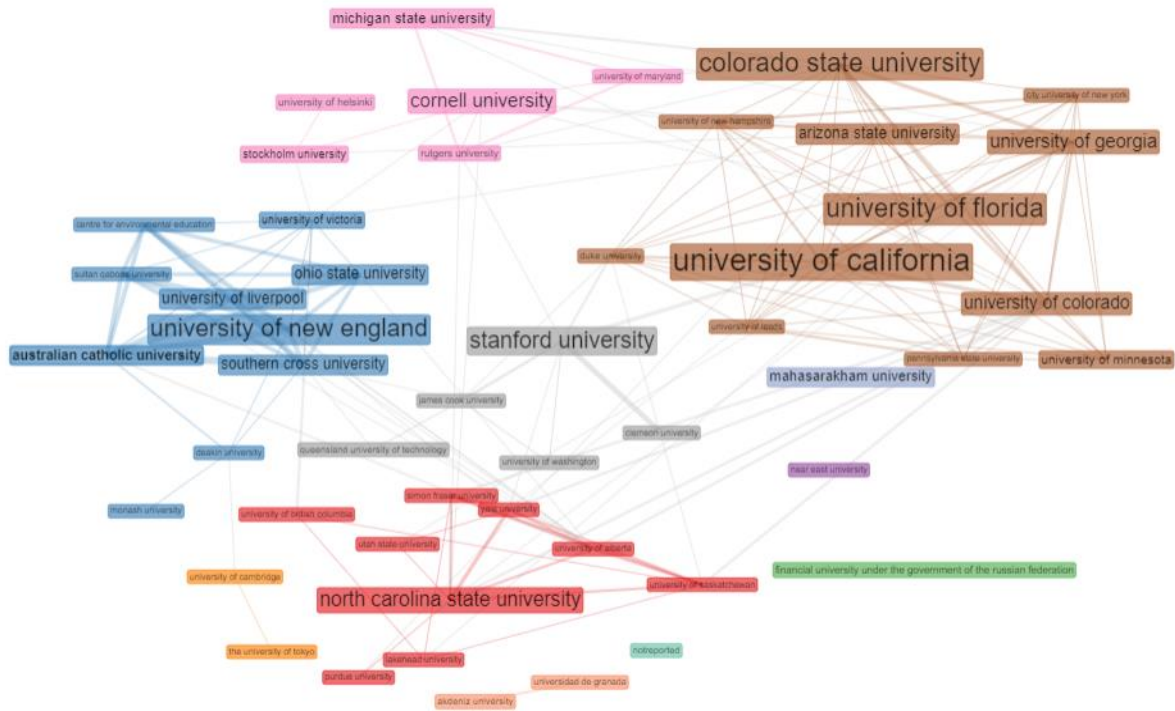 michigan state university
colorado state university
university of maryland
cornell university
university of helsinki
city university of new york
university of new hampshire
arizona state university
university of georgia
stockholm university
rutgers university
university of florida
university of victoria
centre for environmental education
duke university
university of california
sultan qaboos university
ohio state university
university of liverpool
university of colorado
university of new england
university of leeds
stanford university
australian catholic university
southern cross university
pennsylvania state university
university of minnesota
mahasarakham university
james cook university
clemson university
deakin university
queensland university of technology
university of washington
near east university
simon fraser university
monash university
university of british columbia
yale university
utah state university
university of alberta
university of cambridge
university of saskatchewan
financial university under the government of the russian federation
north carolina state university
the university of tokyo
notreported
lakehead university
purdue university
universidad de granada
akdeniz university